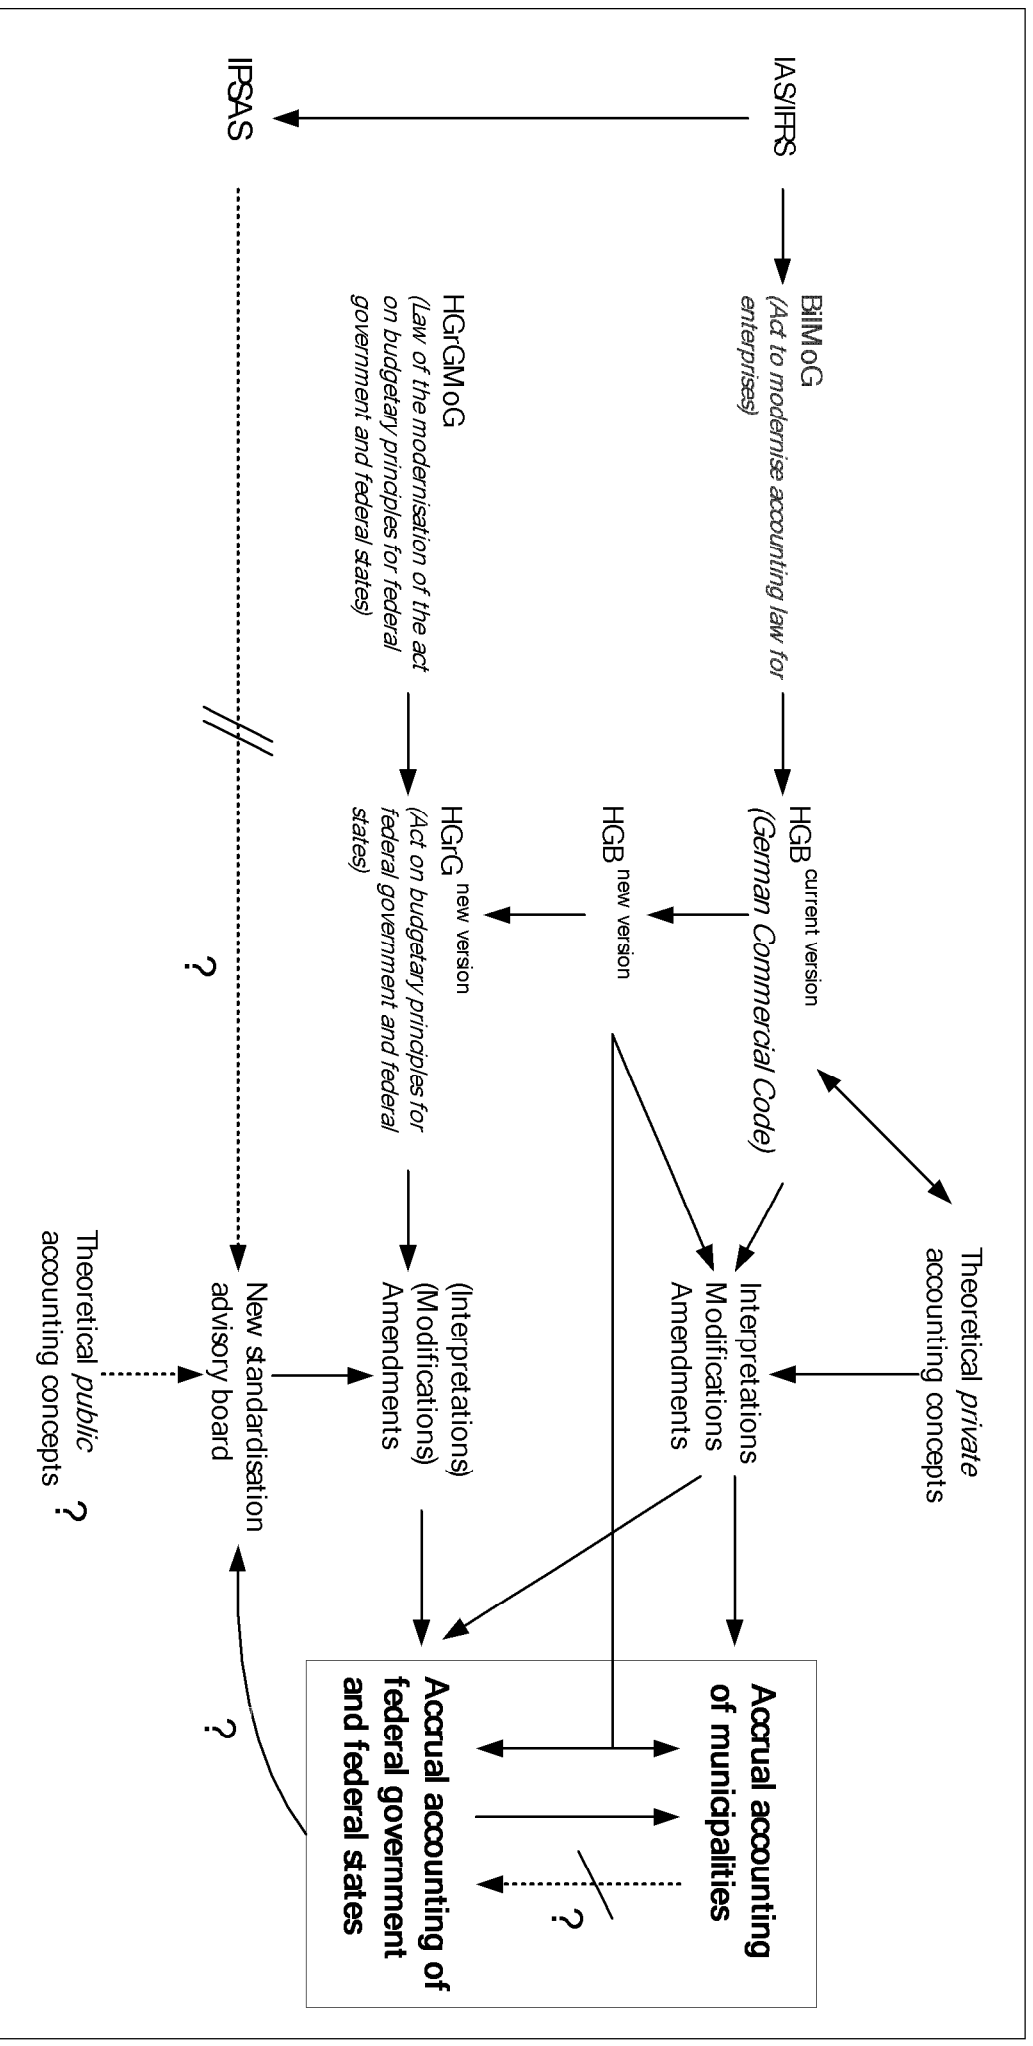 Theoretical private
accounting concepts
IAS/IFRS
BilMoG
(Act to modernise accounting law for
enterprises)
HGB current version
(German Commercial Code)
Interpretations
Modifications
Amendments
Accrual accounting
of municipalities
HGB new version
HGrGMoG
(Law of the modernisation of the act
on budgetary principles for federal
government and federal states)
HGrG new version
(Act on budgetary principles for
federal government and federal
states)
(Interpretations)
(Modifications)
Amendments
?
Accrual accounting of
federal government
and federal states
IPSAS
?
New standardisation
advisory board
?
Theoretical public
accounting concepts ?